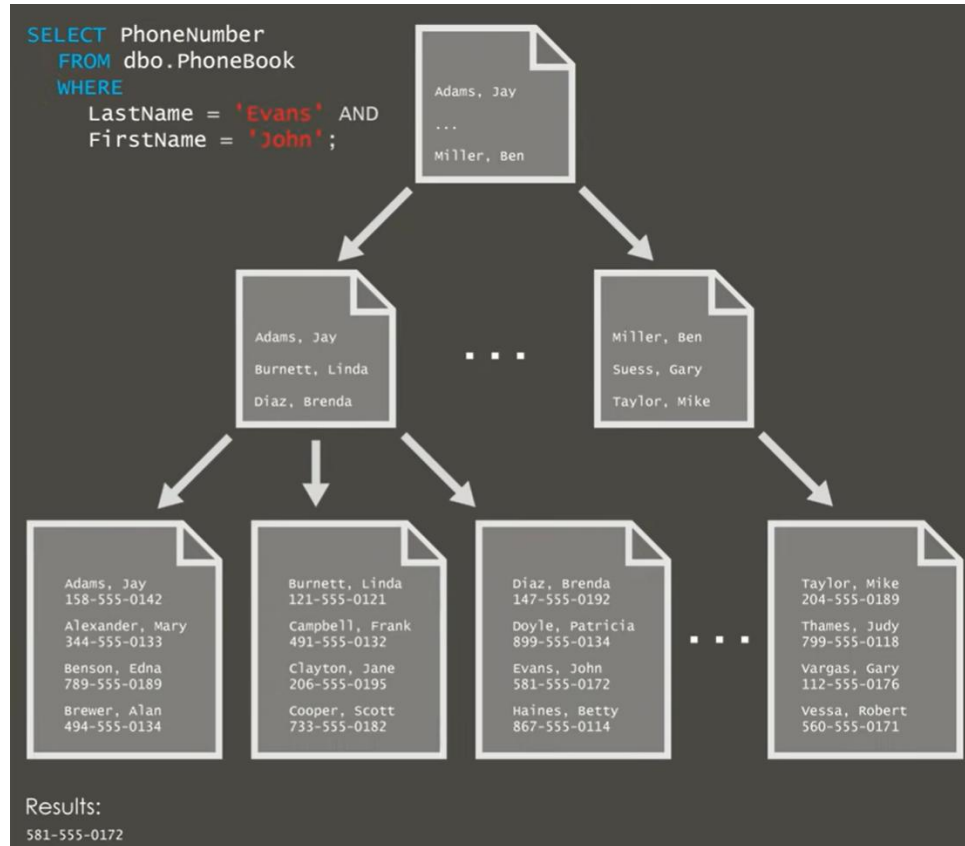 SELECT PhoneNumber
FROM dbo.PhoneBook
WHERE
LastName = 'Evans' AND
FirstName = 'John';
Adams, Jay
...
Miller, Ben
Adams, Jay
Burnett, Linda
Diaz, Brenda
...
Miller, Ben
Suess, Gary
Taylor, Mike
Adams, Jay
158-555-0142
Alexander, Mary
344-555-0133
Benson, Edna
789-555-0189
Brewer, Alan
494-555-0134
Burnett, Linda
121-555-0121
Campbell, Frank
491-555-0132
Clayton, Jane
206-555-0195
Cooper, Scott
733-555-0182
Diaz, Brenda
147-555-0192
Doyle, Patricia
899-555-0134
Evans, John
581-555-0172
Haines, Betty
867-555-0114
...
Taylor, Mike
204-555-0189
Thames, Judy
799-555-0118
Vargas, Gary
112-555-0176
Vessa, Robert
560-555-0171
Results:
581-555-0172